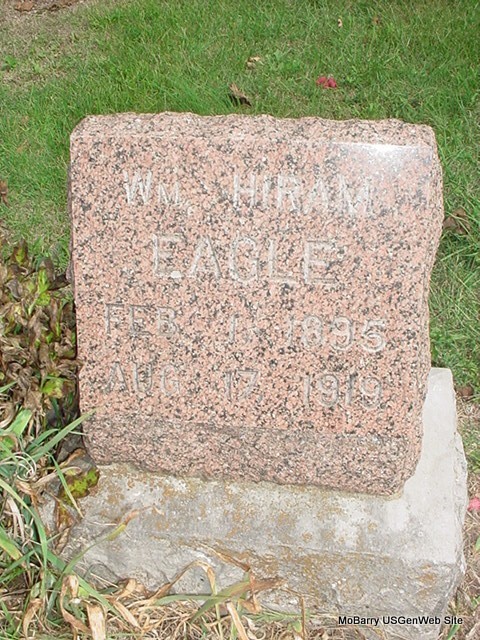 WM. HIRAM
EAGLE
FEB. 1, 1895
AUG 17, 1919
MoBarry USGenWeb Site